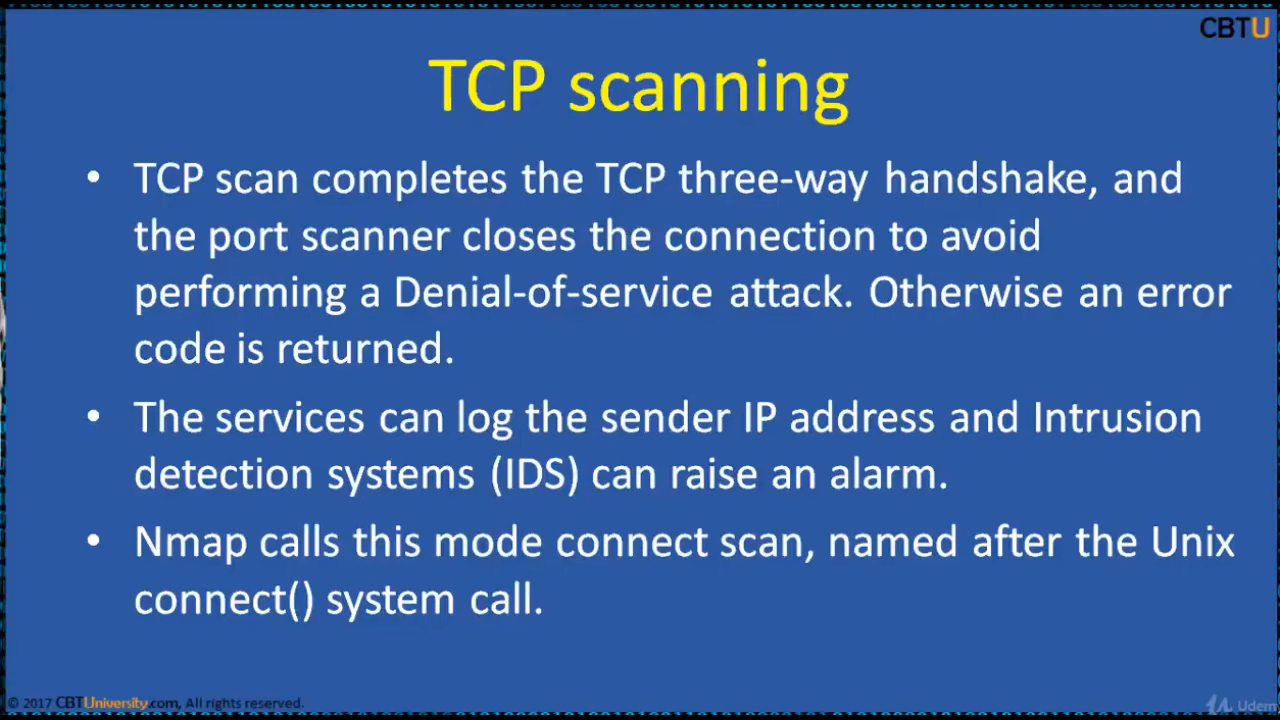 CBTU
TCP scanning
• TCP scan completes the TCP three-way handshake, and
the port scanner closes the connection to avoid
performing a Denial-of-service attack. Otherwise an error
code is returned.
• The services can log the sender IP address and Intrusion
detection systems (IDS) can raise an alarm.
• Nmap calls this mode connect scan, named after the Unix
connect() system call.
© 2017 CBTUniversity.com, All rights reserved.